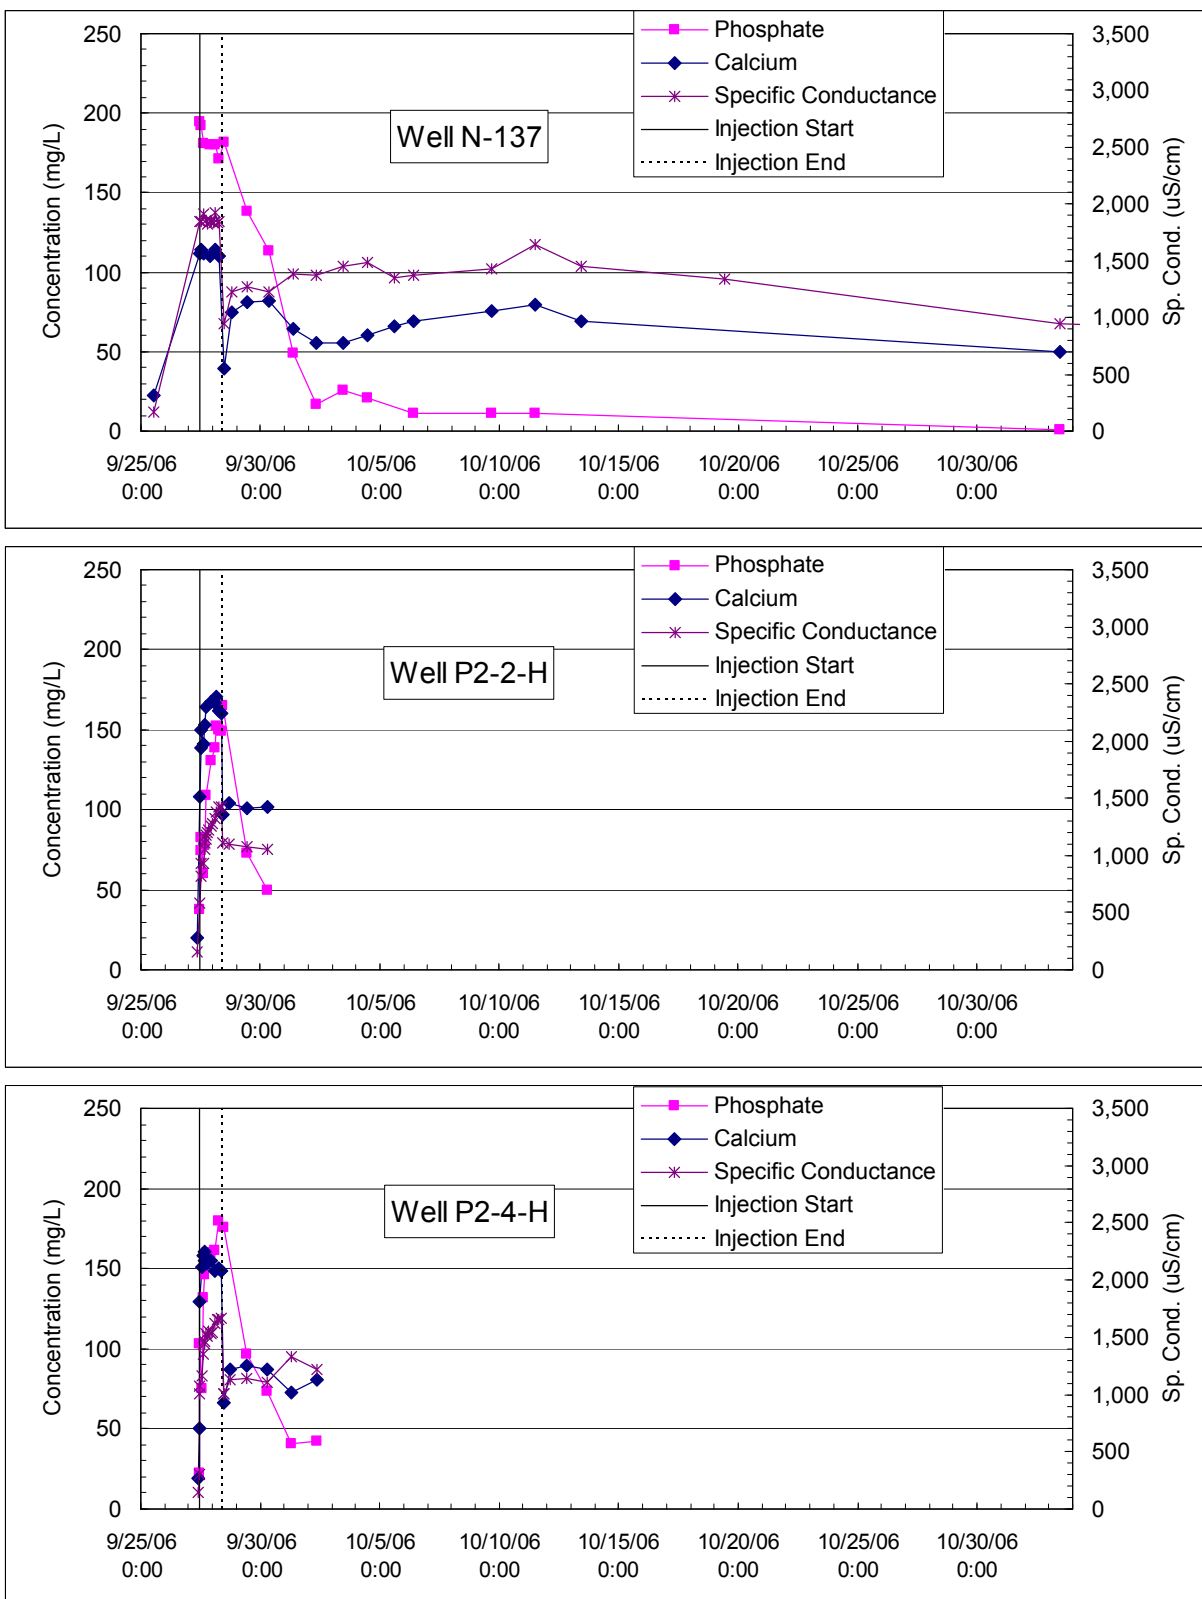 Phosphate
Calcium
Specific Conductance
Injection Start
Injection End
Well N-137
Concentration (mg/L)
250
200
150
100
50
0
3,500
3,000
2,500
2,000
1,500
1,000
500
0
Sp. Cond. (uS/cm)
9/25/06 9/30/06 10/5/06 10/10/06 10/15/06 10/20/06 10/25/06 10/30/06
0:00 0:00 0:00 0:00 0:00 0:00 0:00 0:00
Phosphate
Calcium
Specific Conductance
Injection Start
Injection End
Well P2-2-H
Concentration (mg/L)
250
200
150
100
50
0
3,500
3,000
2,500
2,000
1,500
1,000
500
0
Sp. Cond. (uS/cm)
9/25/06 9/30/06 10/5/06 10/10/06 10/15/06 10/20/06 10/25/06 10/30/06
0:00 0:00 0:00 0:00 0:00 0:00 0:00 0:00
Phosphate
Calcium
Specific Conductance
Injection Start
Injection End
Well P2-4-H
Concentration (mg/L)
250
200
150
100
50
0
3,500
3,000
2,500
2,000
1,500
1,000
500
0
Sp. Cond. (uS/cm)
9/25/06 9/30/06 10/5/06 10/10/06 10/15/06 10/20/06 10/25/06 10/30/06
0:00 0:00 0:00 0:00 0:00 0:00 0:00 0:00